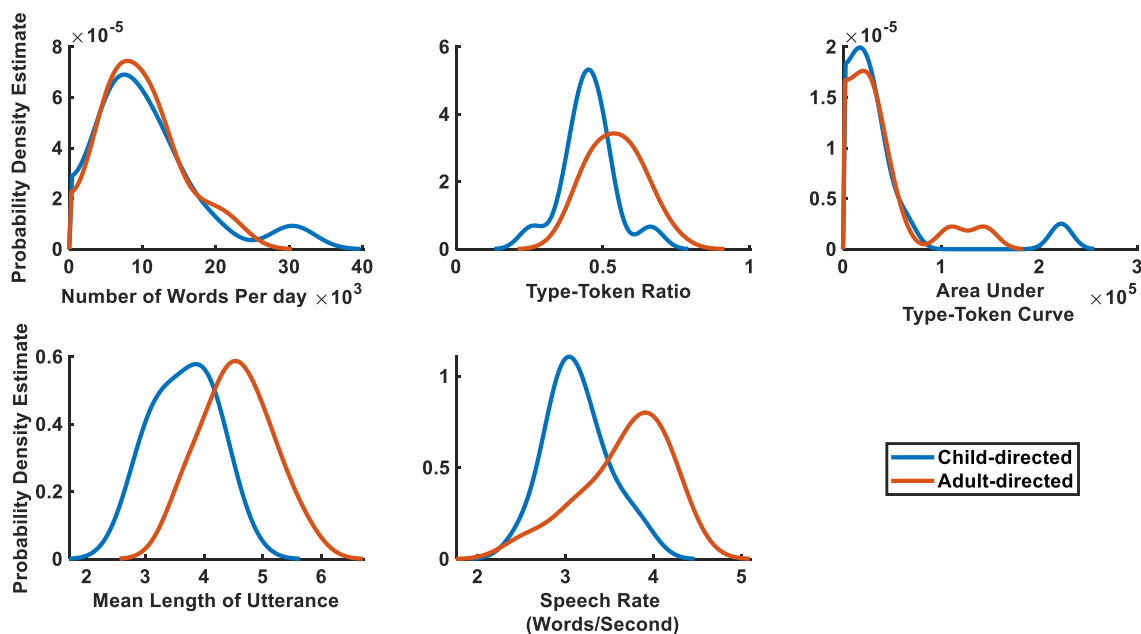 Probability Density Estimate
×10⁻⁵
8
6
4
2
0
0 10 20 30 40
Number of Words Per day ×10³
6
4
2
0
0 0.5 1
Type-Token Ratio
×10⁻⁵
2
1.5
1
0.5
0
0 1 2 3
Area Under
Type-Token Curve
×10⁵
Probability Density Estimate
0.6
0.4
0.2
0
2 3 4 5 6
Mean Length of Utterance
1
0.5
0
2 3 4 5
Speech Rate
(Words/Second)
Child-directed
Adult-directed